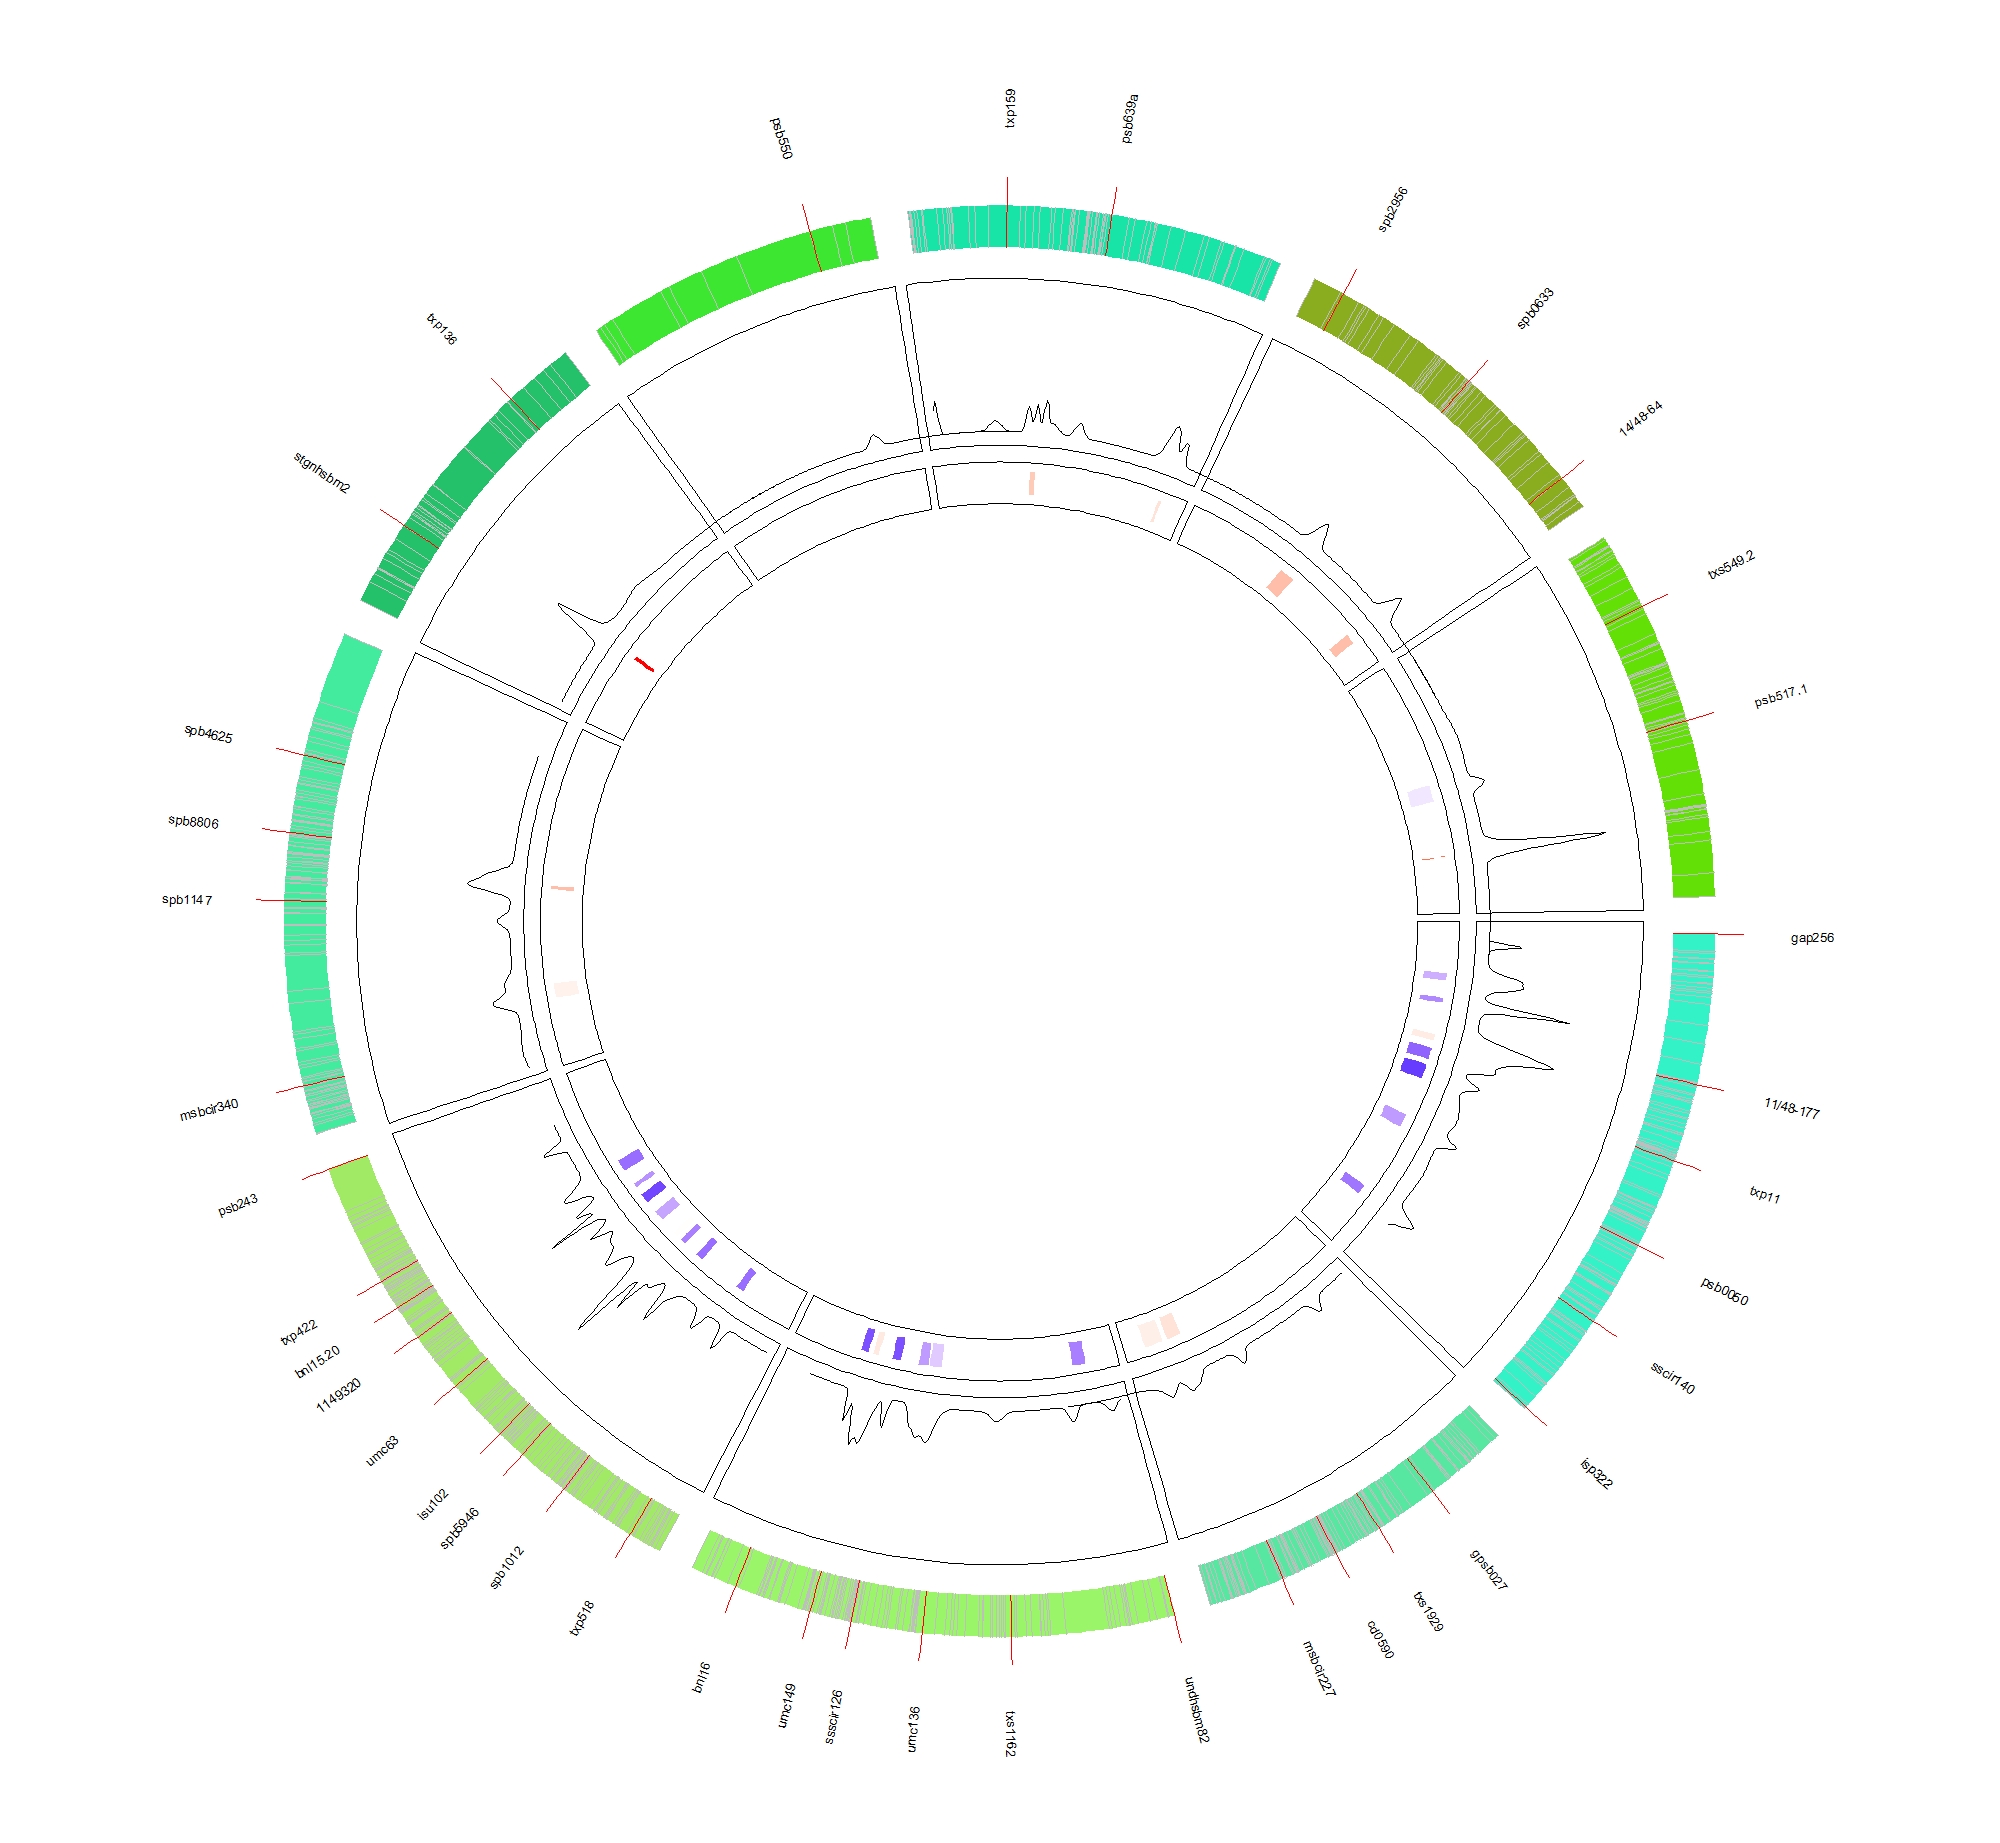 txp159
psb639a
spb2956
spb0633
14/48-64
txs549.2
psb517.1
gap256
11/48-177
txp11
psb0050
sscir140
isp322
gpsb027
txs1929
cd0590
msbcir227
undhsbm82
txs1162
umc136
ssscir126
umc149
bnl16
txp518
spb1012
spb5946
isu102
umc63
1149320
bnl15.20
txp422
psb243
msbcir340
spb1147
spb8806
spb4625
stgnhsbm2
txp136
psb550